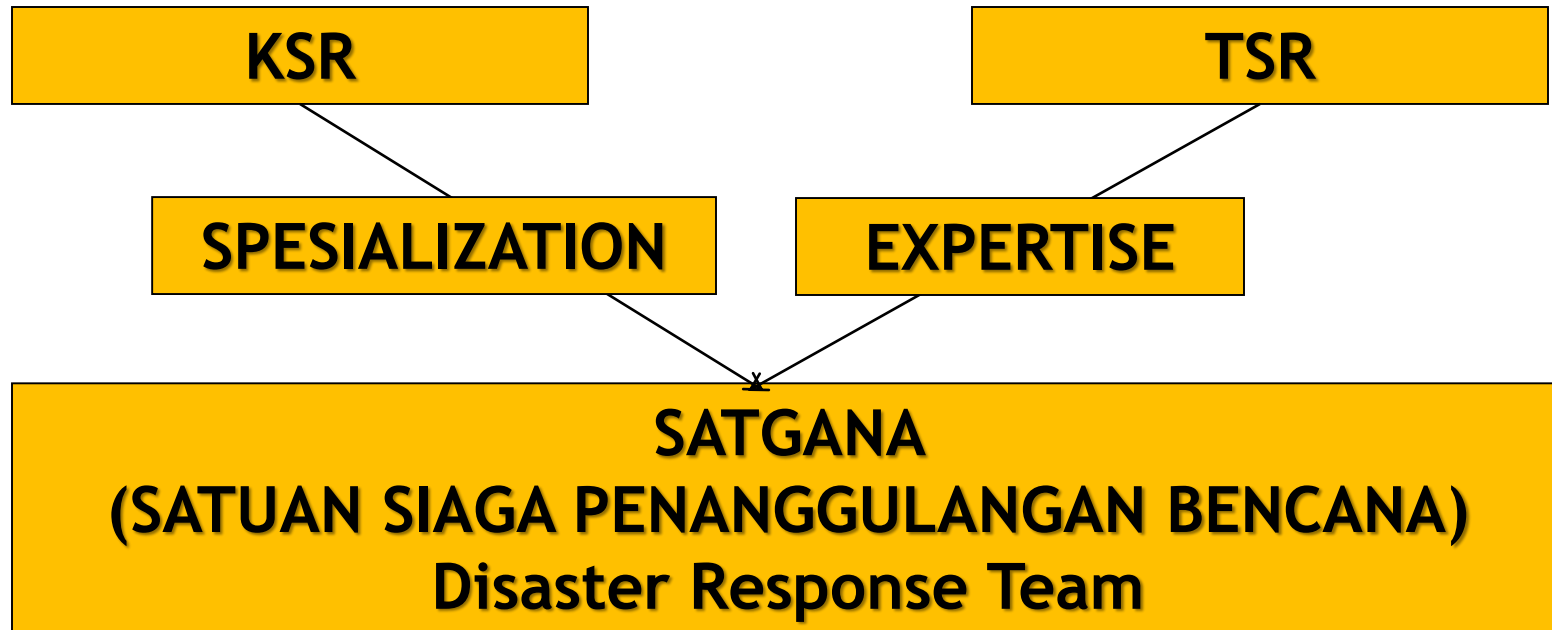 KSR
TSR
SPESIALIZATION
EXPERTISE
SATGANA
(SATUAN SIAGA PENANGGULANGAN BENCANA)
Disaster Response Team